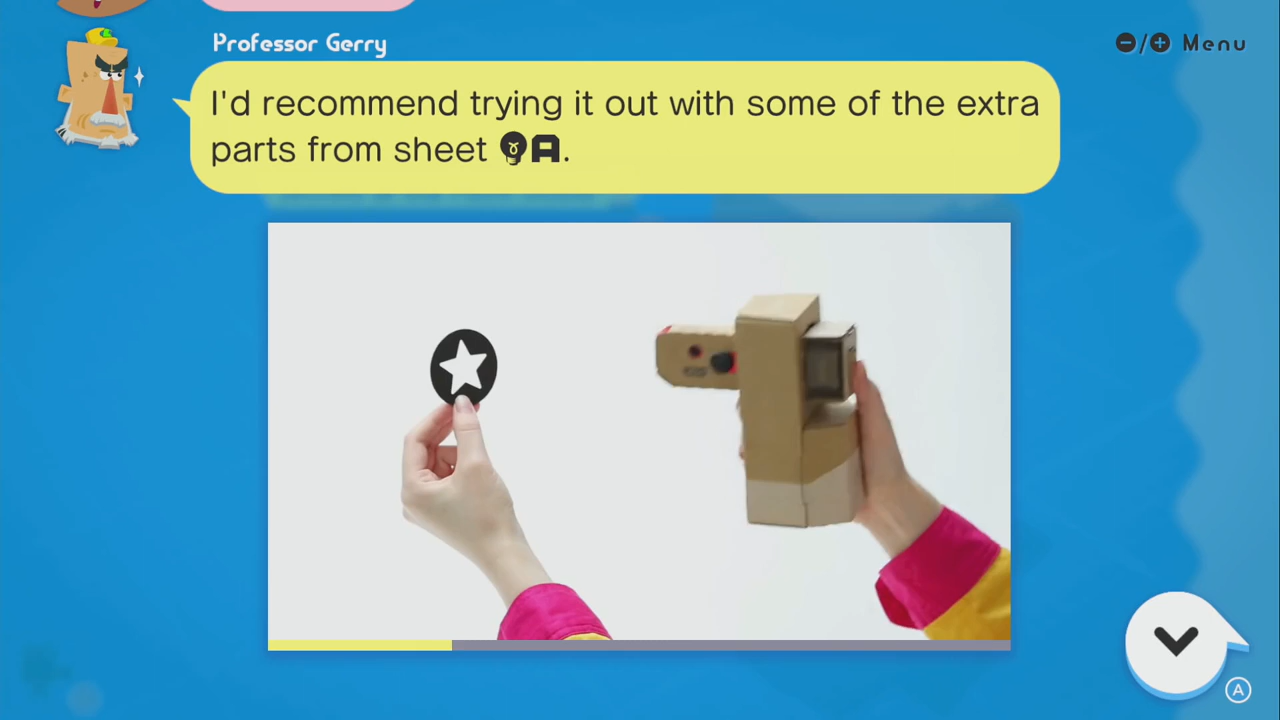 Professor Gerry
-/+ Menu
I'd recommend trying it out with some of the extra
parts from sheet A.
A